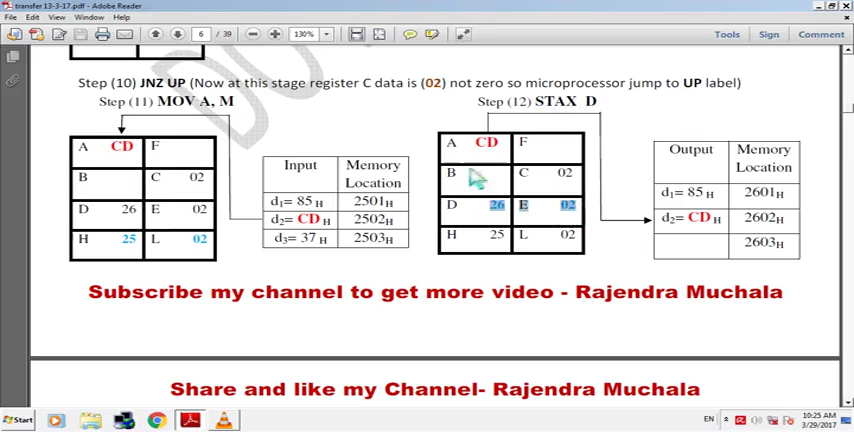 transfer 13-3-17.pdf - Adobe Reader
File Edit View Window Help
6 / 39 130% Tools Sign Comment
Step (10) JNZ UP (Now at this stage register C data is (02) not zero so microprocessor jump to UP label)
Step (11) MOV A, M
A CD F
B C 02
D 26 E 02
H 25 L 02
Input Memory Location
d1= 85 H 2501H
d2= CD H 2502H
d3= 37 H 2503H
Step (12) STAX D
A CD F
B C 02
D 26 E 02
H 25 L 02
Output Memory Location
d1= 85 H 2601H
d2= CD H 2602H
2603H
Subscribe my channel to get more video - Rajendra Muchala
Share and like my Channel- Rajendra Muchala
Start
EN
10:25 AM
3/29/2017